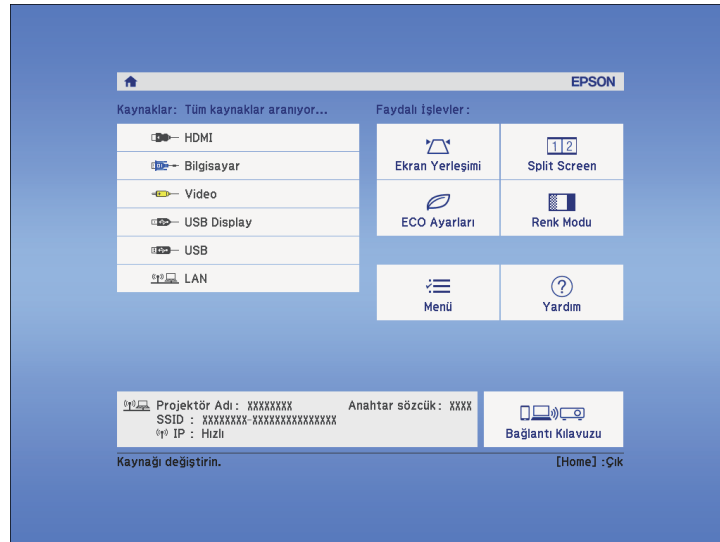 EPSON
Kaynaklar: Tüm kaynaklar aranıyor...
HDMI
Bilgisayar
Video
USB Display
USB
LAN
Faydalı İşlevler:
Ekran Yerleşimi
1 2
Split Screen
ECO Ayarları
Renk Modu
Menü
?
Yardım
Projektör Adı: XXXXXXXX Anahtar sözcük: XXXX
SSID : XXXXXXXX-XXXXXXXXXXXXXXX
IP : Hızlı
Bağlantı Kılavuzu
Kaynağı değiştirin. [Home] :Çık